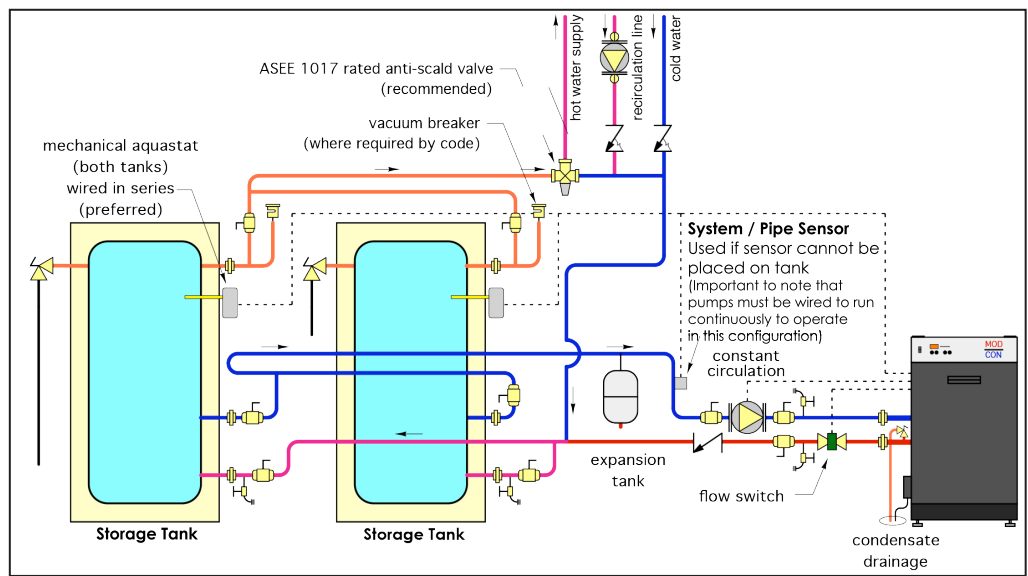 hot water supply
recirculation line
cold water
ASEE 1017 rated anti-scald valve
(recommended)
vacuum breaker
(where required by code)
mechanical aquastat
(both tanks)
wired in series
(preferred)
System / Pipe Sensor
Used if sensor cannot be
placed on tank
(Important to note that
pumps must be wired to run
continuously to operate
in this configuration)
constant
circulation
MOD
CON
expansion
tank
flow switch
condensate
drainage
Storage Tank
Storage Tank